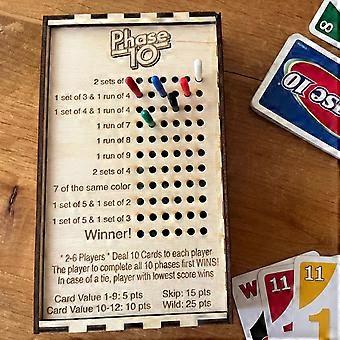 Phase
10
2 sets of
1 set of 3 & 1 run of 4
1 set of 4 & 1 run of 4
1 run of 7
1 run of 8
1 run of 9
2 sets of 4
7 of the same color
1 set of 5 & 1 set of 2
1 set of 5 & 1 set of 3
Winner!
* 2-6 Players * Deal 10 Cards to each player
The player to complete all 10 phases first WINS!
In case of a tie, player with lowest score wins
Card Value 1-9: 5 pts Skip: 15 pts
Card Value 10-12: 10 pts Wild: 25 pts
8
ase 10
W
11
11